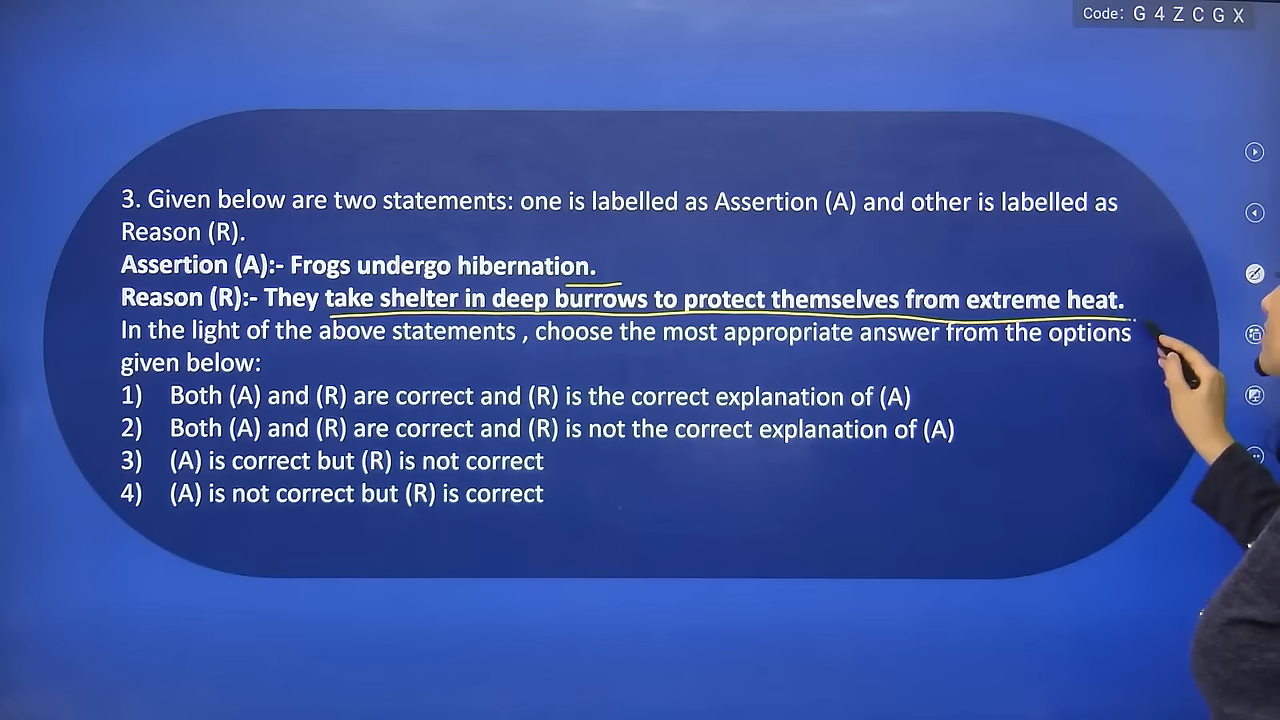 Code: G 4 Z C G X
3. Given below are two statements: one is labelled as Assertion (A) and other is labelled as
Reason (R).
Assertion (A):- Frogs undergo hibernation.
Reason (R):- They take shelter in deep burrows to protect themselves from extreme heat.
In the light of the above statements , choose the most appropriate answer from the options
given below:
1) Both (A) and (R) are correct and (R) is the correct explanation of (A)
2) Both (A) and (R) are correct and (R) is not the correct explanation of (A)
3) (A) is correct but (R) is not correct
4) (A) is not correct but (R) is correct